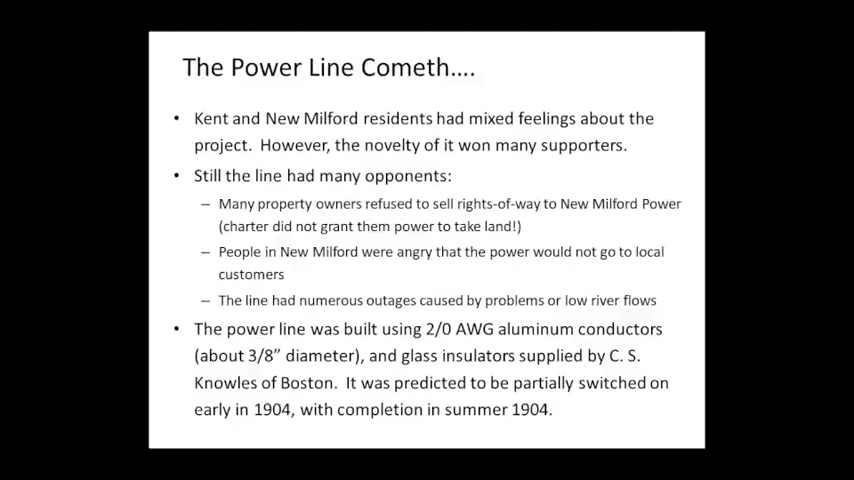 The Power Line Cometh....
• Kent and New Milford residents had mixed feelings about the
project. However, the novelty of it won many supporters.
• Still the line had many opponents:
– Many property owners refused to sell rights-of-way to New Milford Power
(charter did not grant them power to take land!)
– People in New Milford were angry that the power would not go to local
customers
– The line had numerous outages caused by problems or low river flows
• The power line was built using 2/0 AWG aluminum conductors
(about 3/8” diameter), and glass insulators supplied by C. S.
Knowles of Boston. It was predicted to be partially switched on
early in 1904, with completion in summer 1904.